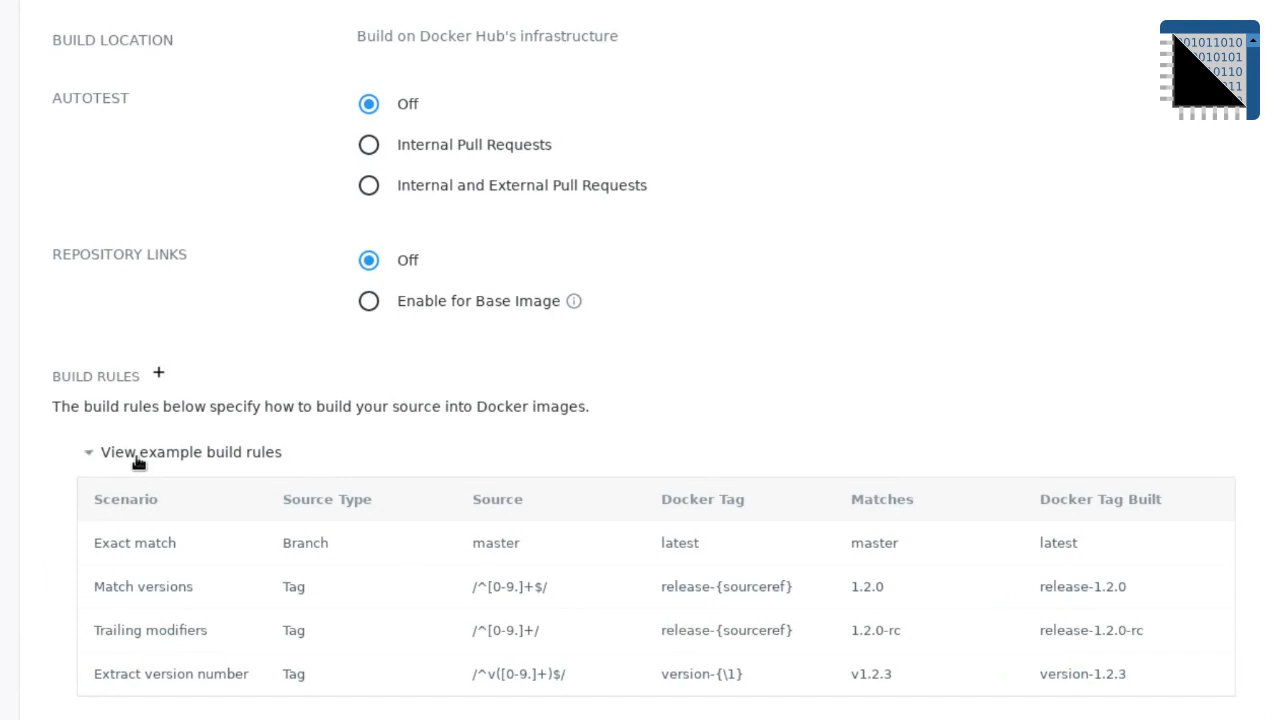 BUILD LOCATION
Build on Docker Hub's infrastructure
AUTOTEST
Off
Internal Pull Requests
Internal and External Pull Requests
REPOSITORY LINKS
Off
Enable for Base Image
BUILD RULES +
The build rules below specify how to build your source into Docker images.
View example build rules
Scenario Source Type Source Docker Tag Matches Docker Tag Built
Exact match Branch master latest master latest
Match versions Tag /^[0-9.]+$/ release-{sourceref} 1.2.0 release-1.2.0
Trailing modifiers Tag /^[0-9.]+/ release-{sourceref} 1.2.0-rc release-1.2.0-rc
Extract version number Tag /^v([0-9.]+)$/ version-{\1} v1.2.3 version-1.2.3